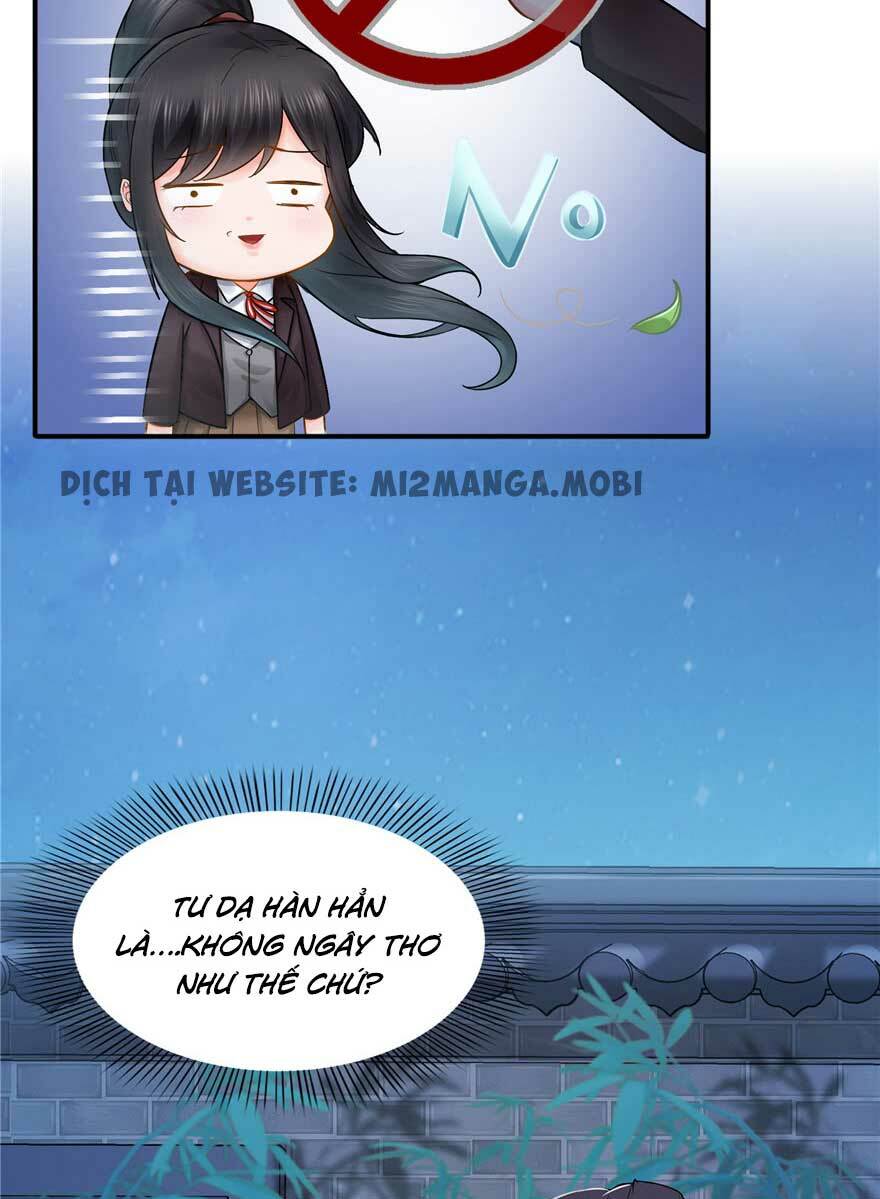 No
DỊCH TẠI WEBSITE: MI2MANGA.MOBI
TƯ DẠ HÀN HẲN
LÀ....KHÔNG NGÂY THƠ
NHƯ THẾ CHỨ?